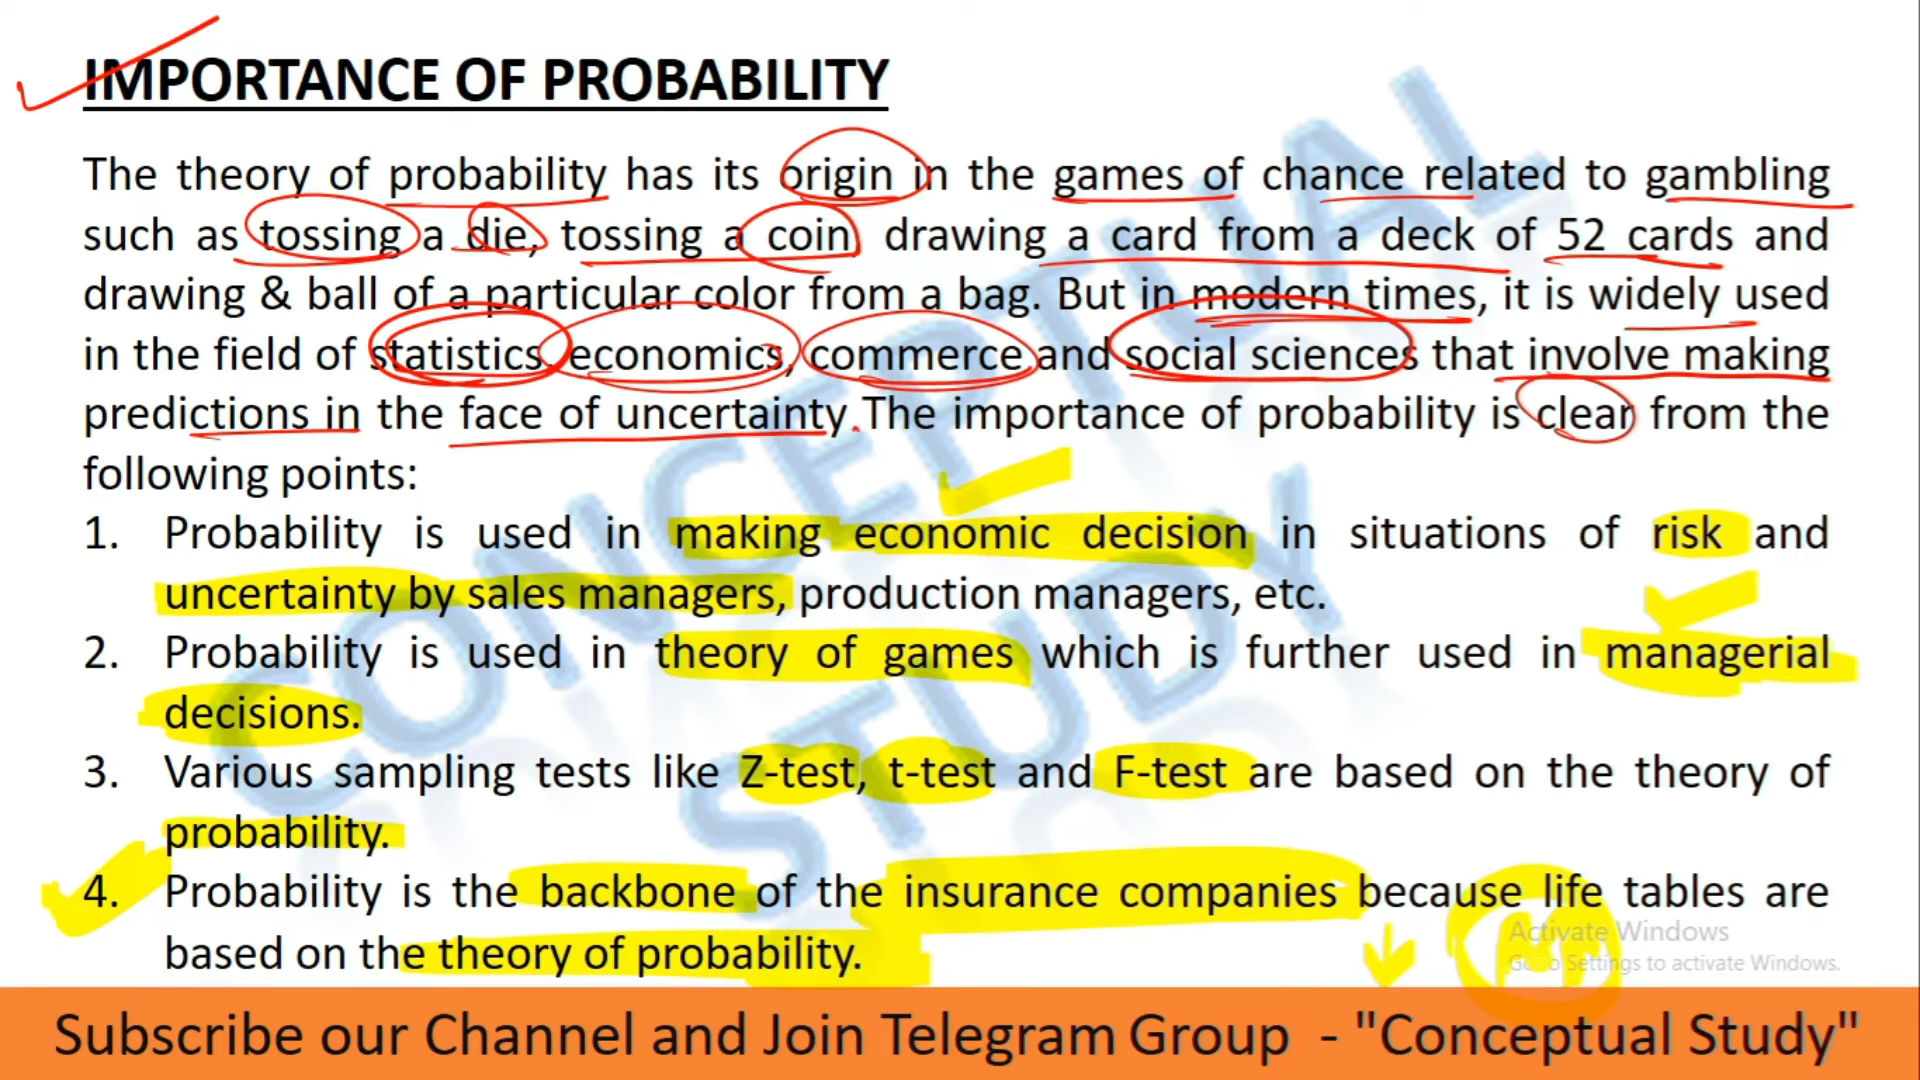 IMPORTANCE OF PROBABILITY
The theory of probability has its origin in the games of chance related to gambling
such as tossing a die, tossing a coin, drawing a card from a deck of 52 cards and
drawing & ball of a particular color from a bag. But in modern times, it is widely used
in the field of statistics, economics, commerce and social sciences that involve making
predictions in the face of uncertainty. The importance of probability is clear from the
following points:
1. Probability is used in making economic decision in situations of risk and
uncertainty by sales managers, production managers, etc.
2. Probability is used in theory of games which is further used in managerial
decisions.
3. Various sampling tests like Z-test, t-test and F-test are based on the theory of
probability.
4. Probability is the backbone of the insurance companies because life tables are
based on the theory of probability.
CONCEPTUAL
STUDY
Activate Windows
Go to Settings to activate Windows.
Subscribe our Channel and Join Telegram Group - "Conceptual Study"